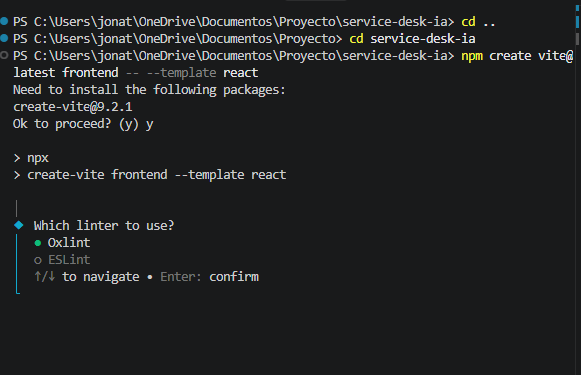 PS C:\Users\jonat\OneDrive\Documentos\Proyecto\service-desk-ia> cd ..
PS C:\Users\jonat\OneDrive\Documentos\Proyecto> cd service-desk-ia
PS C:\Users\jonat\OneDrive\Documentos\Proyecto\service-desk-ia> npm create vite@
latest frontend -- --template react
Need to install the following packages:
create-vite@9.2.1
Ok to proceed? (y) y
> npx
> create-vite frontend --template react
Which linter to use?
● Oxlint
○ ESLint
↑/↓ to navigate • Enter: confirm